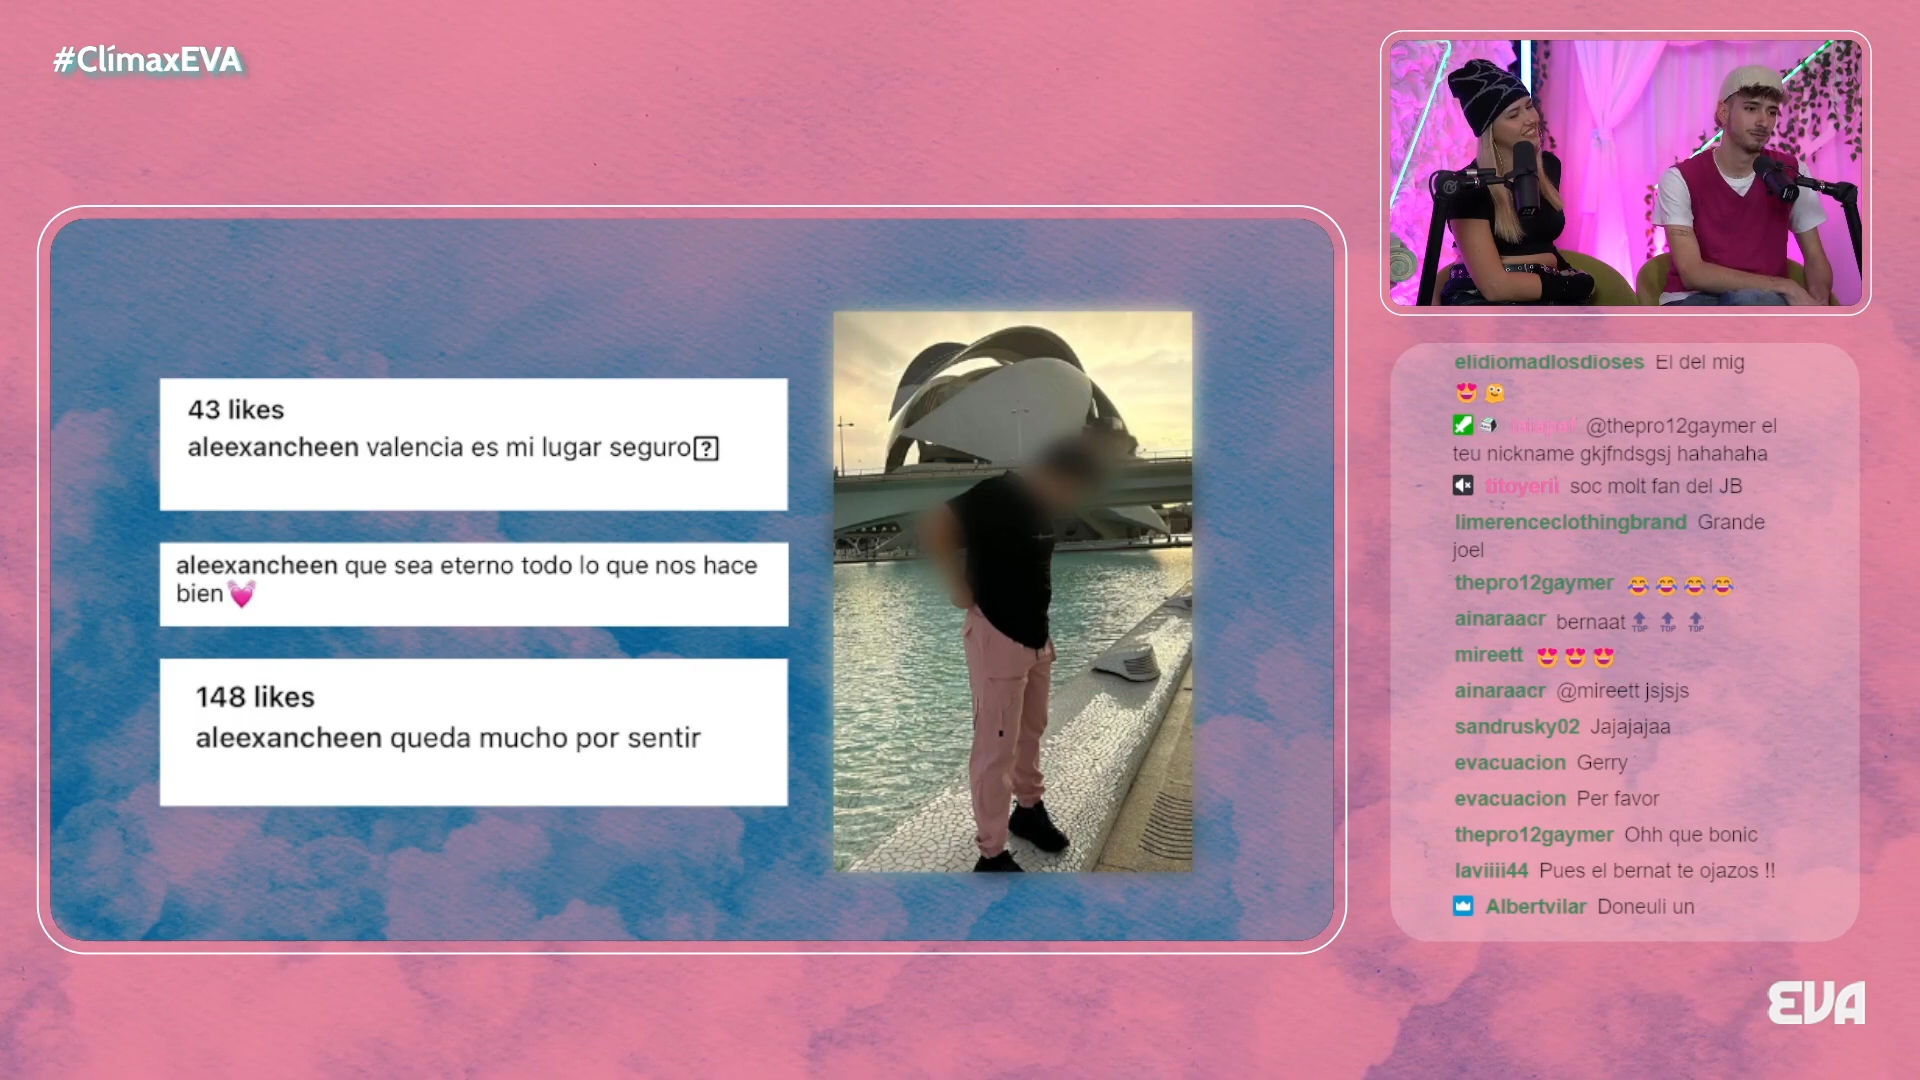 #ClímaxEVA
43 likes
aleexancheen valencia es mi lugar seguro
aleexancheen que sea eterno todo lo que nos hace
bien
148 likes
aleexancheen queda mucho por sentir
elidiomadlosdioses El del mig
@thepro12gaymer el
teu nickname gkjfndsgsj hahahaha
titoyerii soc molt fan del JB
limerenceclothingbrand Grande
joel
thepro12gaymer
ainaraacr bernaat TOP TOP TOP
mireett
ainaraacr @mireett jsjsjs
sandrusky02 Jajajajaa
evacuacion Gerry
evacuacion Per favor
thepro12gaymer Ohh que bonic
laviiii44 Pues el bernat te ojazos !!
Albertvilar Doneuli un
EVA